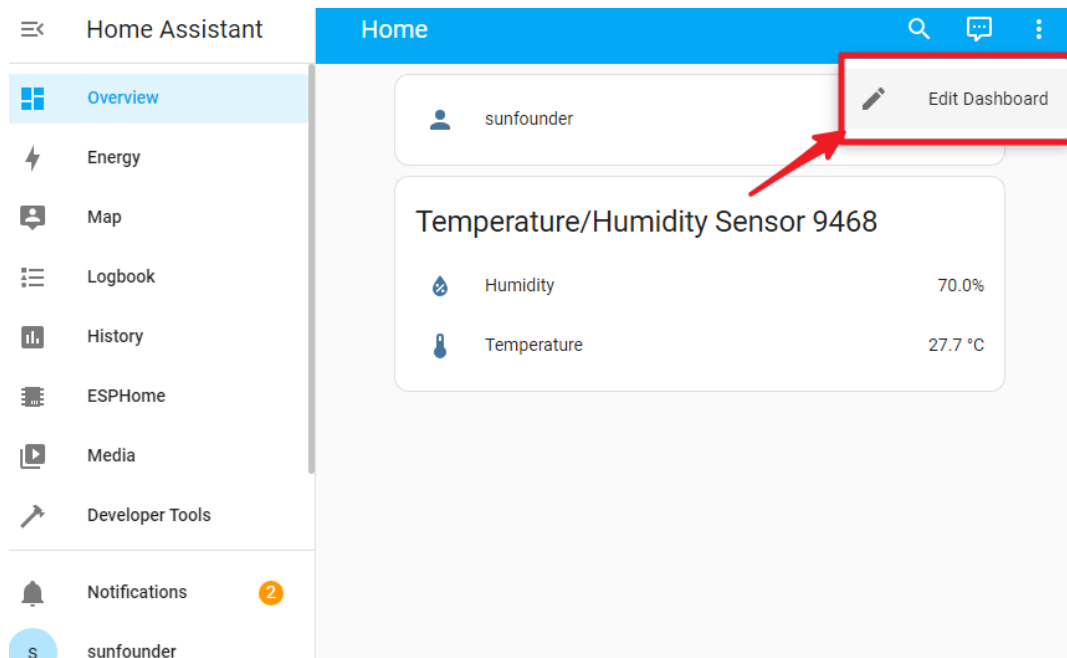 Home Assistant
Home
Overview
Energy
Map
Logbook
History
ESPHome
Media
Developer Tools
Notifications
2
S
sunfounder
Edit Dashboard
sunfounder
Temperature/Humidity Sensor 9468
Humidity
70.0%
Temperature
27.7 °C